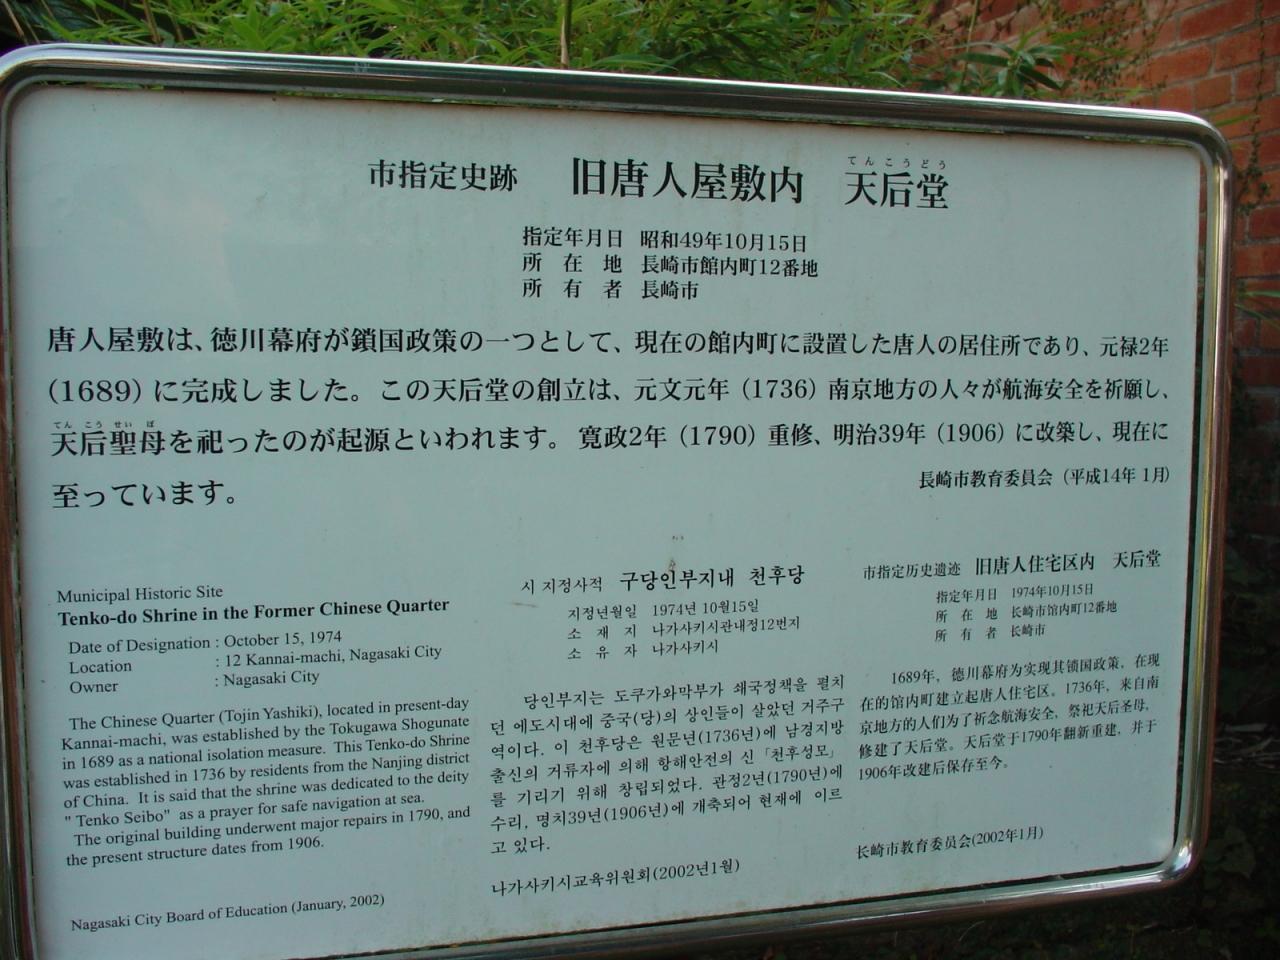 市指定史跡　旧唐人屋敷内　天后堂
てんこうどう
指定年月日　昭和49年10月15日
所　在　地　長崎市館内町12番地
所　有　者　長崎市
唐人屋敷は、徳川幕府が鎖国政策の一つとして、現在の館内町に設置した唐人の居住所であり、元禄2年
(1689)に完成しました。この天后堂の創立は、元文元年(1736)南京地方の人々が航海安全を祈願し、
てんこうせいぼ
天后聖母を祀ったのが起源といわれます。寛政2年(1790)重修、明治39年(1906)に改築し、現在に
至っています。
長崎市教育委員会(平成14年1月)
Municipal Historic Site
Tenko-do Shrine in the Former Chinese Quarter
Date of Designation : October 15, 1974
Location : 12 Kannai-machi, Nagasaki City
Owner : Nagasaki City
The Chinese Quarter (Tojin Yashiki), located in present-day
Kannai-machi, was established by the Tokugawa Shogunate
in 1689 as a national isolation measure. This Tenko-do Shrine
was established in 1736 by residents from the Nanjing district
of China. It is said that the shrine was dedicated to the deity
" Tenko Seibo" as a prayer for safe navigation at sea.
The original building underwent major repairs in 1790, and
the present structure dates from 1906.
Nagasaki City Board of Education (January, 2002)
시 지정사적　구당인부지내 천후당
지정년월일　1974년 10월15일
소 재 지　나가사키시관내정12번지
소 유 자　나가사키시
당인부지는 도쿠가와막부가 쇄국정책을 펼치
던 에도시대에 중국(당)의 상인들이 살았던 거주구
역이다. 이 천후당은 원문년(1736년)에 남경지방
출신의 거류자에 의해 항해안전의 신「천후성모」
를 기리기 위해 창립되었다. 관정2년(1790년)에
수리, 명치39년(1906년)에 개축되어 현재에 이르
고 있다.
나가사키시교육위원회(2002년1월)
市指定历史遗迹　旧唐人住宅区内　天后堂
指定年月日　1974年10月15日
所　在　地　长崎市馆内町12番地
所　有　者　长崎市
1689年，德川幕府为实现其锁国政策，在现
在的馆内町建立起唐人住宅区。1736年，来自南
京地方的人们为了祈念航海安全，祭祀天后圣母，
修建了天后堂。天后堂于1790年翻新重建，并于
1906年改建后保存至今。
长崎市教育委员会(2002年1月)